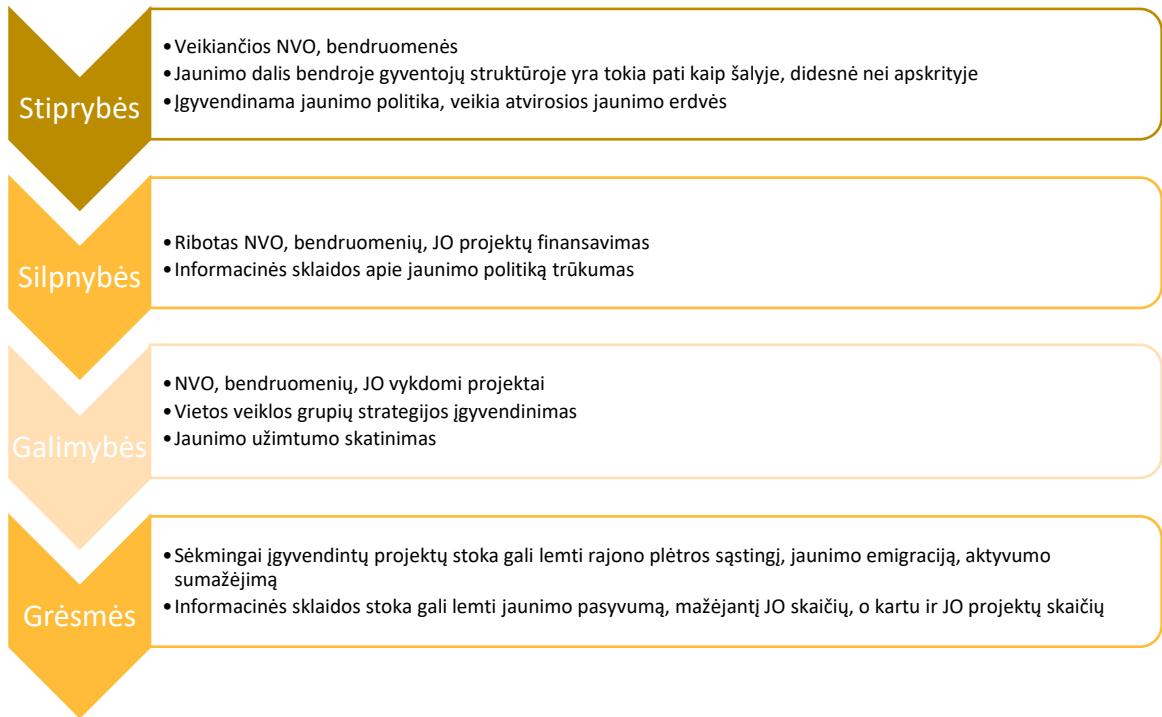 Stiprybės
•Veikiančios NVO, bendruomenės
•Jaunimo dalis bendroje gyventojų struktūroje yra tokia pati kaip šalyje, didesnė nei apskrityje
•Įgyvendinama jaunimo politika, veikia atvirosios jaunimo erdvės
Silpnybės
•Ribotas NVO, bendruomenių, JO projektų finansavimas
•Informacinės sklaidos apie jaunimo politiką trūkumas
Galimybės
•NVO, bendruomenių, JO vykdomi projektai
•Vietos veiklos grupių strategijos įgyvendinimas
•Jaunimo užimtumo skatinimas
Grėsmės
•Sėkmingai įgyvendintų projektų stoka gali lemti rajono plėtros sąstingį, jaunimo emigraciją, aktyvumo
sumažėjimą
•Informacinės sklaidos stoka gali lemti jaunimo pasyvumą, mažėjantį JO skaičių, o kartu ir JO projektų skaičių